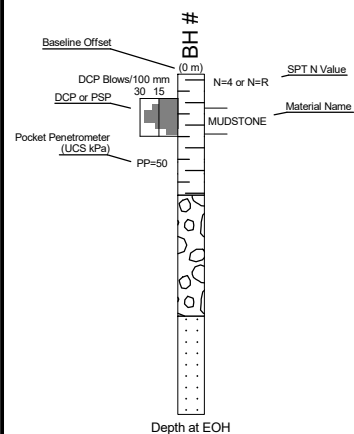 BH #
Baseline Offset
(0 m)
SPT N Value
DCP Blows/100 mm
N=4 or N=R
30 15
DCP or PSP
Material Name
MUDSTONE
Pocket Penetrometer
(UCS kPa)
PP=50
Depth at EOH